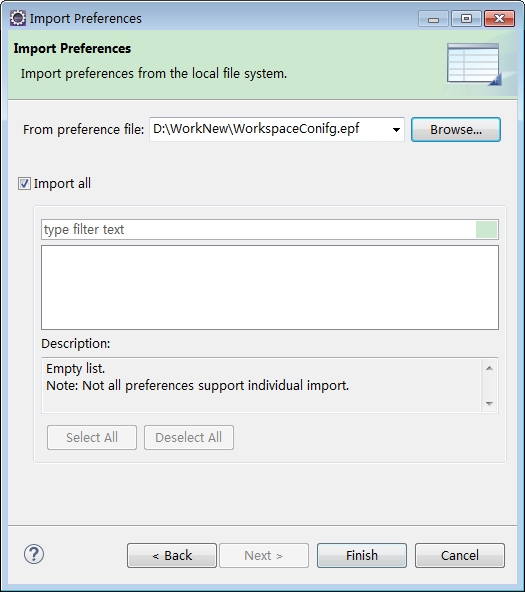 Import Preferences
Import Preferences
Import preferences from the local file system.
From preference file: D:\WorkNew\WorkspaceConifg.epf Browse...
Import all
type filter text
Description:
Empty list.
Note: Not all preferences support individual import.
Select All Deselect All
? < Back Next > Finish Cancel